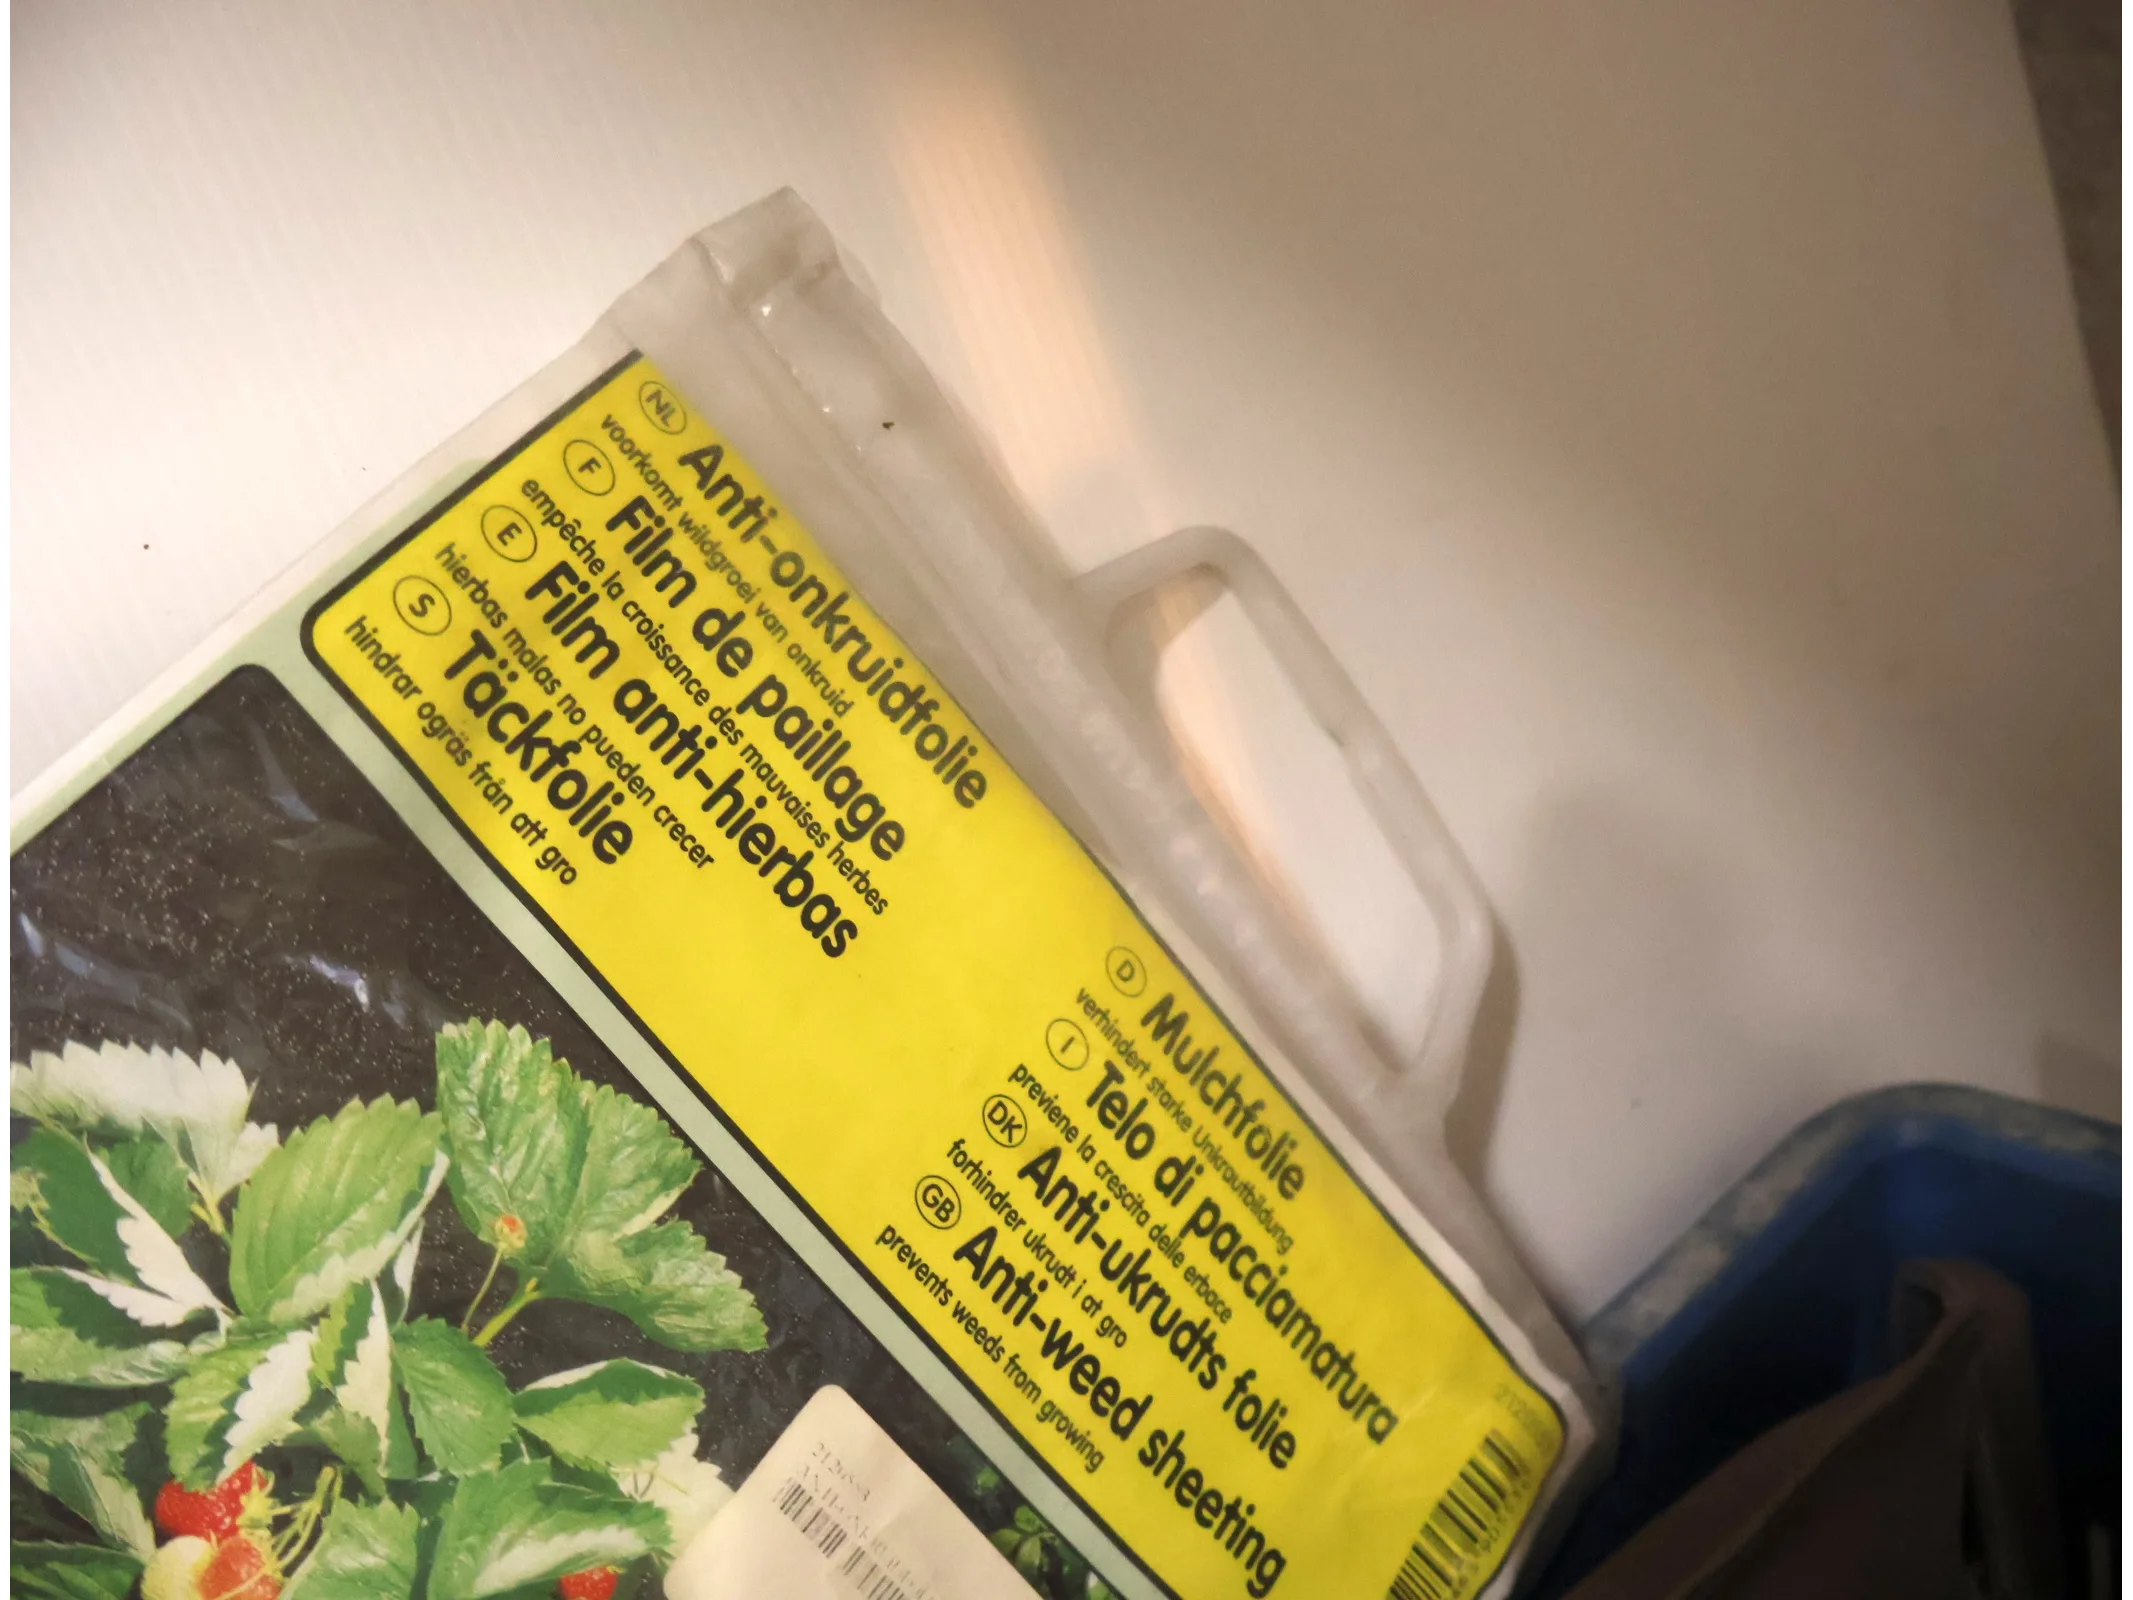 NL Anti-onkruidfolie
voorkomt wildgroei van onkruid
F Film de paillage
empêche la croissance des mauvaises herbes
E Film anti-hierbas
hierbas malas no pueden crecer
S Täckfolie
hindrar ogräs från att gro
D Mulchfolie
verhindert starke Unkrautbildung
I Telo di pacciamatura
previene la crescita delle erbacce
DK Anti-ukrudts folie
forhindrer ukrudt i at gro
GB Anti-weed sheeting
prevents weeds from growing